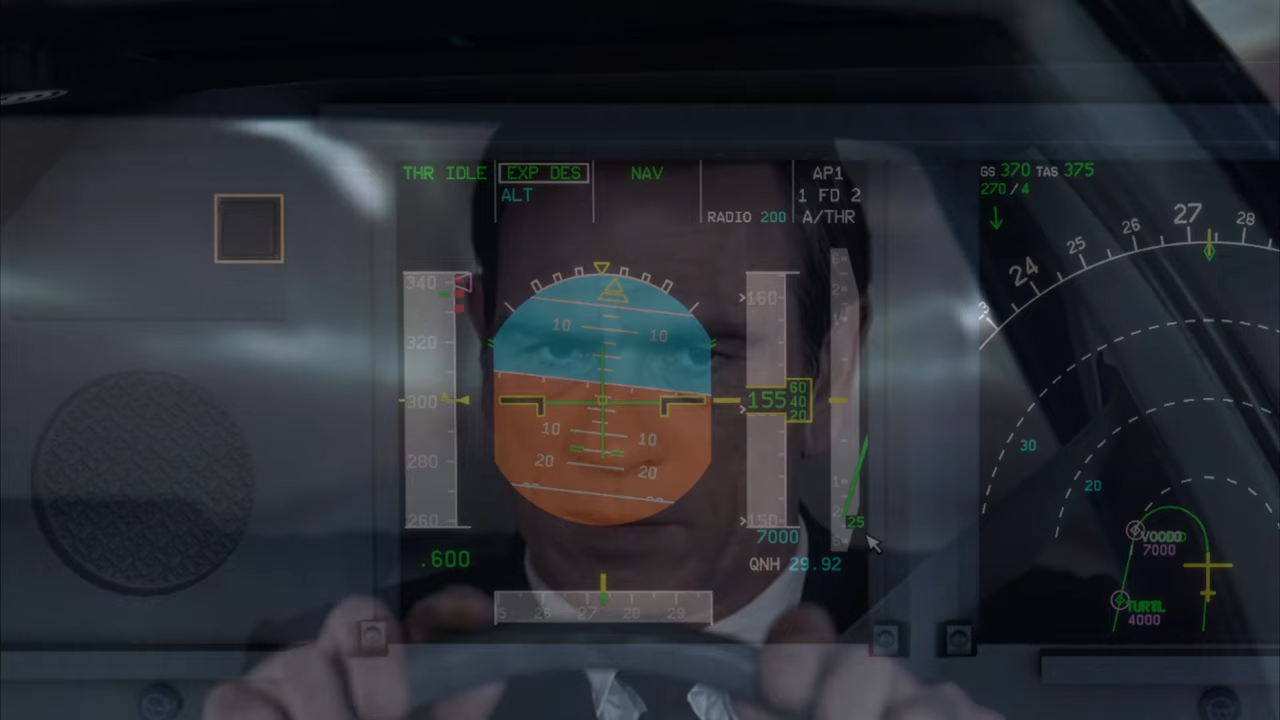 THR IDLE EXP DES NAV AP1
ALT 1 FD 2
RADIO 200 A/THR
GS 370 TAS 375
270 / 4
340
320
300
280
260
.600
10 10
10 10
20 20
160
155
60
40
20
150
7000
QNH 29.92
25
26 27 28 29
24 25 26 27 28
30
20
VOODO
7000
TURTL
4000